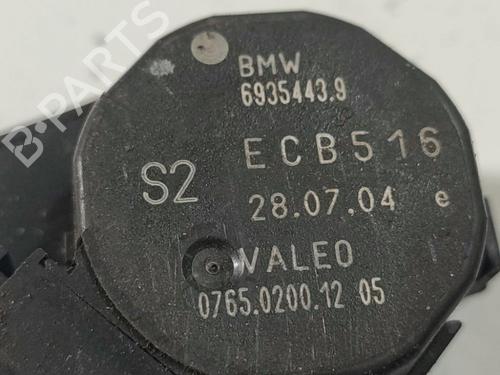 B-PARTS
BMW
6935443.9
ECB516
S2
28.07.04 e
VALEO
0765.0200.12 05